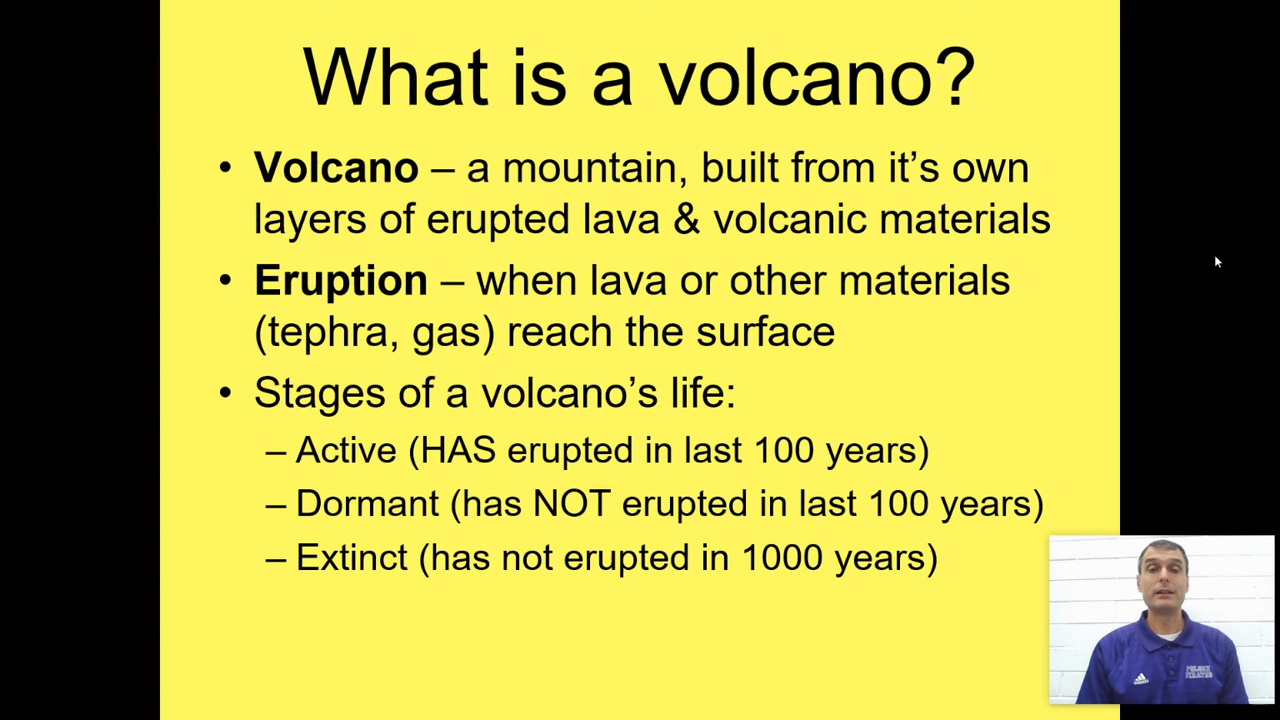 What is a volcano?
• Volcano – a mountain, built from it’s own
layers of erupted lava & volcanic materials
• Eruption – when lava or other materials
(tephra, gas) reach the surface
• Stages of a volcano’s life:
– Active (HAS erupted in last 100 years)
– Dormant (has NOT erupted in last 100 years)
– Extinct (has not erupted in 1000 years)